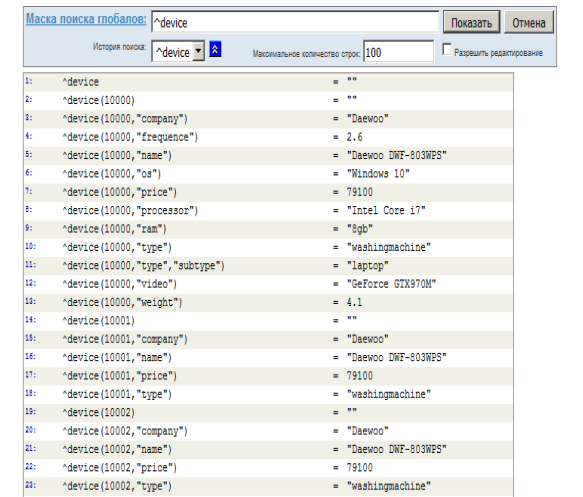 Маска поиска глобалов: ^device Показать Отмена
История поиска: ^device Максимальное количество строк: 100 Разрешить редактирование
1: ^device = ""
2: ^device(10000) = ""
3: ^device(10000,"company") = "Daewoo"
4: ^device(10000,"frequence") = 2.6
5: ^device(10000,"name") = "Daewoo DWF-803WPS"
6: ^device(10000,"os") = "Windows 10"
7: ^device(10000,"price") = 79100
8: ^device(10000,"processor") = "Intel Core i7"
9: ^device(10000,"ram") = "8gb"
10: ^device(10000,"type") = "washingmachine"
11: ^device(10000,"type","subtype") = "laptop"
12: ^device(10000,"video") = "GeForce GTX970M"
13: ^device(10000,"weight") = 4.1
14: ^device(10001) = ""
15: ^device(10001,"company") = "Daewoo"
16: ^device(10001,"name") = "Daewoo DWF-803WPS"
17: ^device(10001,"price") = 79100
18: ^device(10001,"type") = "washingmachine"
19: ^device(10002) = ""
20: ^device(10002,"company") = "Daewoo"
21: ^device(10002,"name") = "Daewoo DWF-803WPS"
22: ^device(10002,"price") = 79100
23: ^device(10002,"type") = "washingmachine"